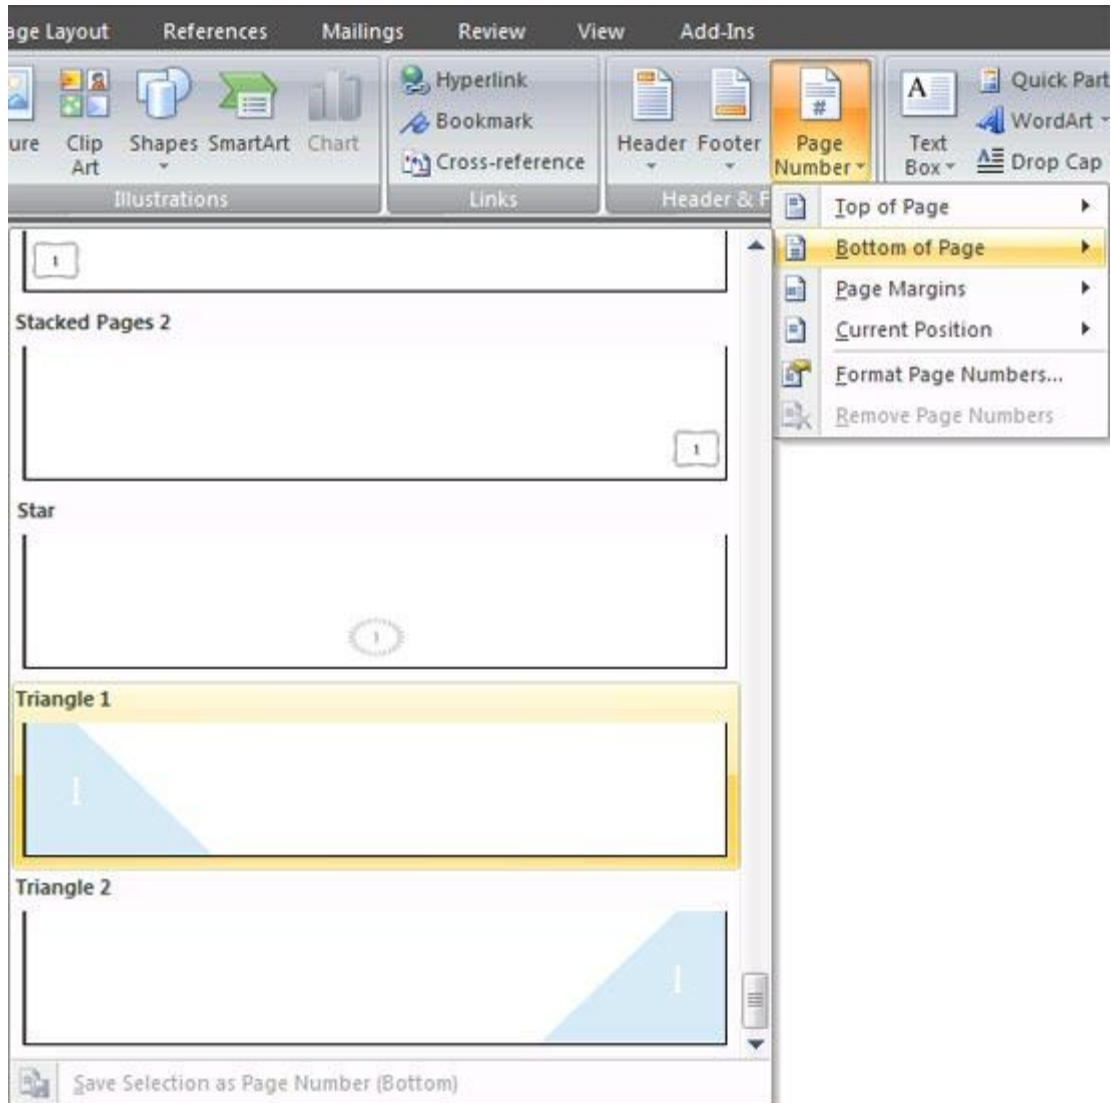 age Layout References Mailings Review View Add-Ins
ure Clip Art Shapes SmartArt Chart
Hyperlink
Bookmark
Cross-reference
Header Footer Page Number
Text Box
Quick Part
WordArt
Drop Cap
Illustrations Links Header & F
Top of Page
Bottom of Page
Page Margins
Current Position
Format Page Numbers...
Remove Page Numbers
1
Stacked Pages 2
1
Star
1
Triangle 1
1
Triangle 2
1
Save Selection as Page Number (Bottom)